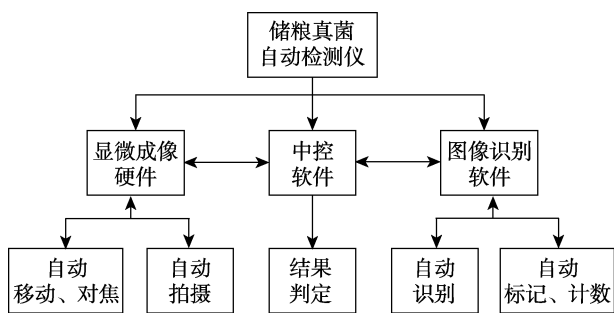 储粮真菌
自动检测仪
显微成像
硬件
中控
软件
图像识别
软件
自动
移动、对焦
自动
拍摄
结果
判定
自动
识别
自动
标记、计数